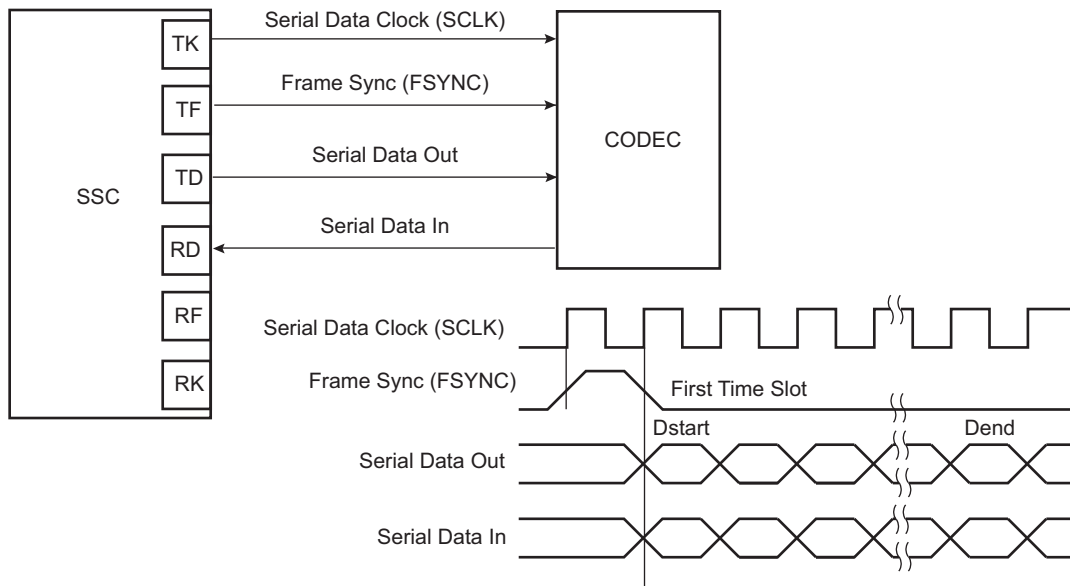 Serial Data Clock (SCLK)
TK
Frame Sync (FSYNC)
TF
CODEC
Serial Data Out
TD
SSC
Serial Data In
RD
RF
Serial Data Clock (SCLK)
RK
Frame Sync (FSYNC)
First Time Slot
Dstart
Dend
Serial Data Out
Serial Data In